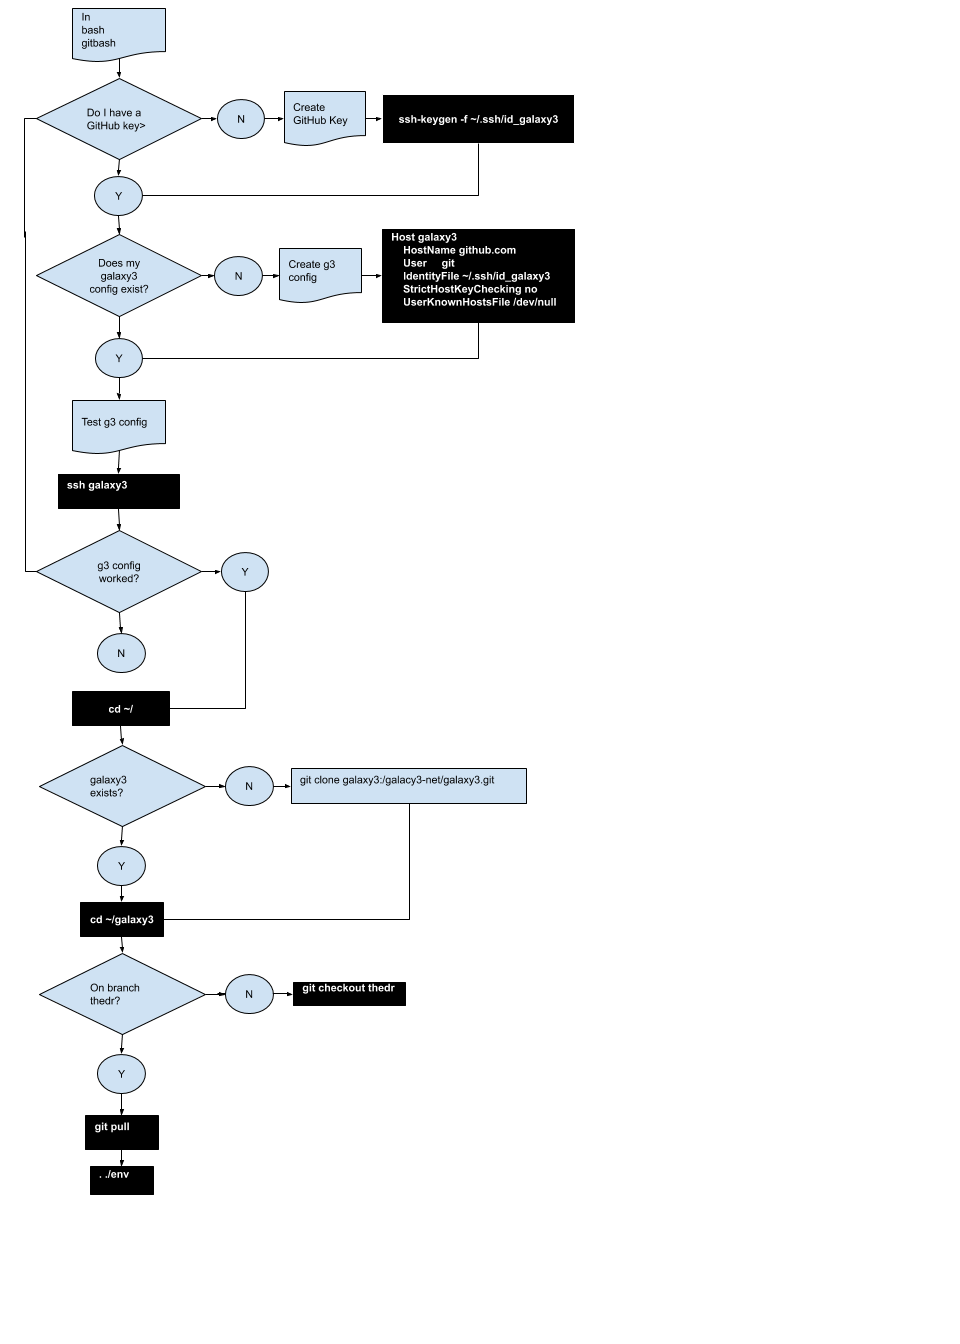 In
bash
gitbash
Do I have a
GitHub key>
N
Create
GitHub Key
ssh-keygen -f ~/.ssh/id_galaxy3
Y
Does my
galaxy3
config exist?
N
Create g3
config
Host galaxy3
HostName github.com
User git
IdentityFile ~/.ssh/id_galaxy3
StrictHostKeyChecking no
UserKnownHostsFile /dev/null
Y
Test g3 config
ssh galaxy3
g3 config
worked?
Y
N
cd ~/
galaxy3
exists?
N
git clone galaxy3:/galacy3-net/galaxy3.git
Y
cd ~/galaxy3
On branch
thedr?
N
git checkout thedr
Y
git pull
. ./env